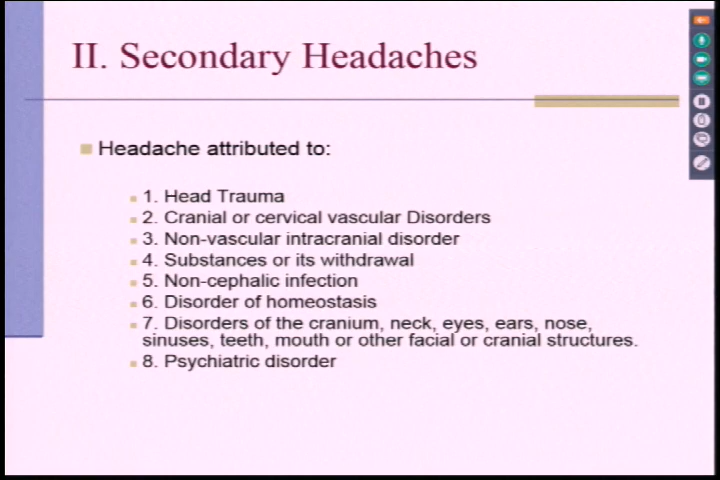 II. Secondary Headaches
Headache attributed to:
1. Head Trauma
2. Cranial or cervical vascular Disorders
3. Non-vascular intracranial disorder
4. Substances or its withdrawal
5. Non-cephalic infection
6. Disorder of homeostasis
7. Disorders of the cranium, neck, eyes, ears, nose,
sinuses, teeth, mouth or other facial or cranial structures.
8. Psychiatric disorder